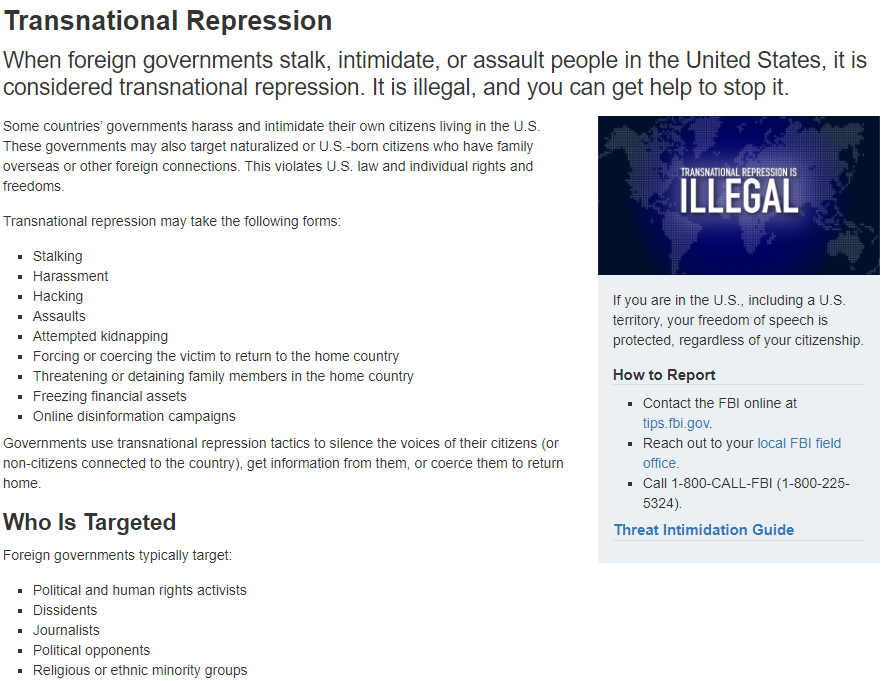 Transnational Repression
When foreign governments stalk, intimidate, or assault people in the United States, it is
considered transnational repression. It is illegal, and you can get help to stop it.
Some countries’ governments harass and intimidate their own citizens living in the U.S.
These governments may also target naturalized or U.S.-born citizens who have family
overseas or other foreign connections. This violates U.S. law and individual rights and
freedoms.
Transnational repression may take the following forms:
Stalking
Harassment
Hacking
Assaults
Attempted kidnapping
Forcing or coercing the victim to return to the home country
Threatening or detaining family members in the home country
Freezing financial assets
Online disinformation campaigns
Governments use transnational repression tactics to silence the voices of their citizens (or
non-citizens connected to the country), get information from them, or coerce them to return
home.
Who Is Targeted
Foreign governments typically target:
Political and human rights activists
Dissidents
Journalists
Political opponents
Religious or ethnic minority groups
TRANSNATIONAL REPRESSION IS
ILLEGAL
If you are in the U.S., including a U.S.
territory, your freedom of speech is
protected, regardless of your citizenship.
How to Report
Contact the FBI online at
tips.fbi.gov.
Reach out to your local FBI field
office.
Call 1-800-CALL-FBI (1-800-225-
5324).
Threat Intimidation Guide